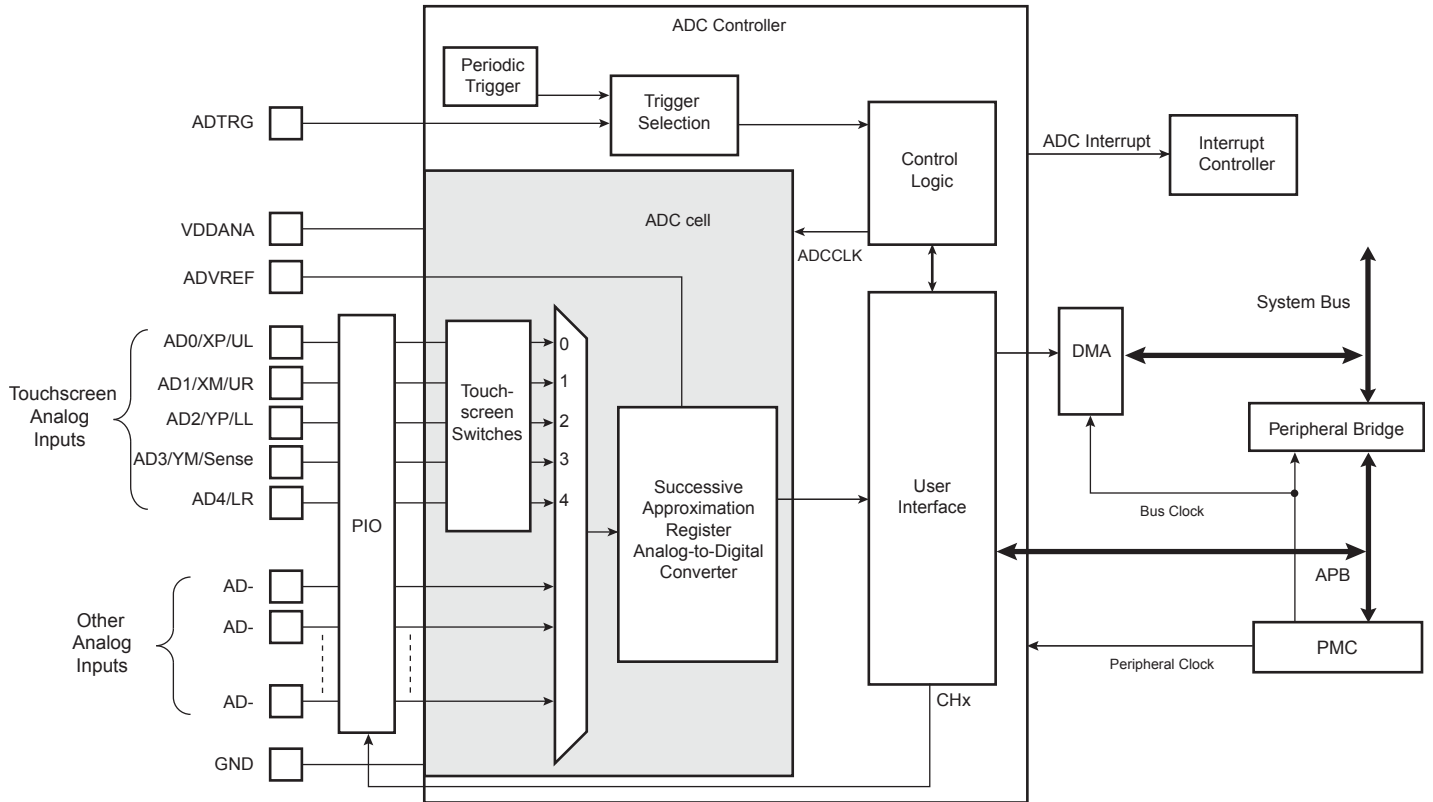 ADC Controller
Periodic
Trigger
Trigger
Selection
ADTRG
Control
Logic
ADC Interrupt
Interrupt
Controller
VDDANA
ADC cell
ADCCLK
ADVREF
System Bus
Touchscreen
Analog
Inputs
AD0/XP/UL
AD1/XM/UR
AD2/YP/LL
AD3/YM/Sense
AD4/LR
PIO
Touch-
screen
Switches
0
1
2
3
4
Successive
Approximation
Register
Analog-to-Digital
Converter
User
Interface
DMA
Peripheral Bridge
Bus Clock
APB
Other
Analog
Inputs
AD-
AD-
AD-
Peripheral Clock
PMC
CHx
GND